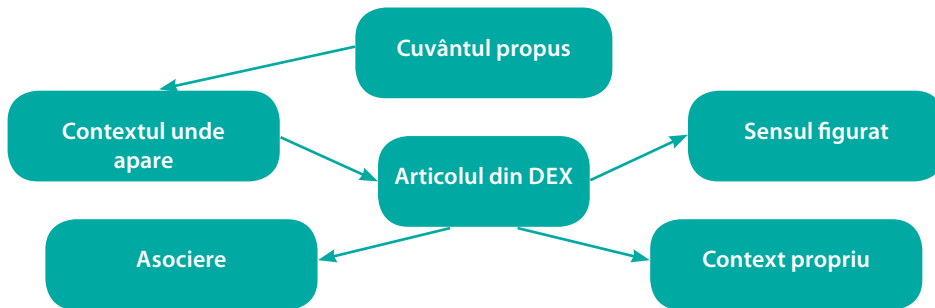 Cuvântul propus
Contextul unde
apare
Sensul figurat
Articolul din DEX
Asociere
Context propriu